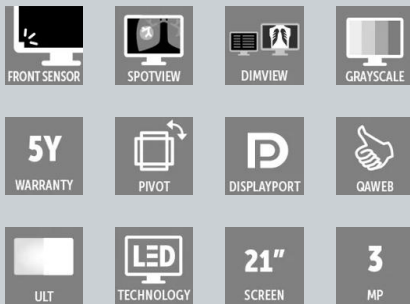 FRONT SENSOR
SPOTVIEW
DIMVIEW
GRAYSCALE
5Y
WARRANTY
PIVOT
D
DISPLAYPORT
QAWEB
ULT
LED
TECHNOLOGY
21"
SCREEN
3
MP